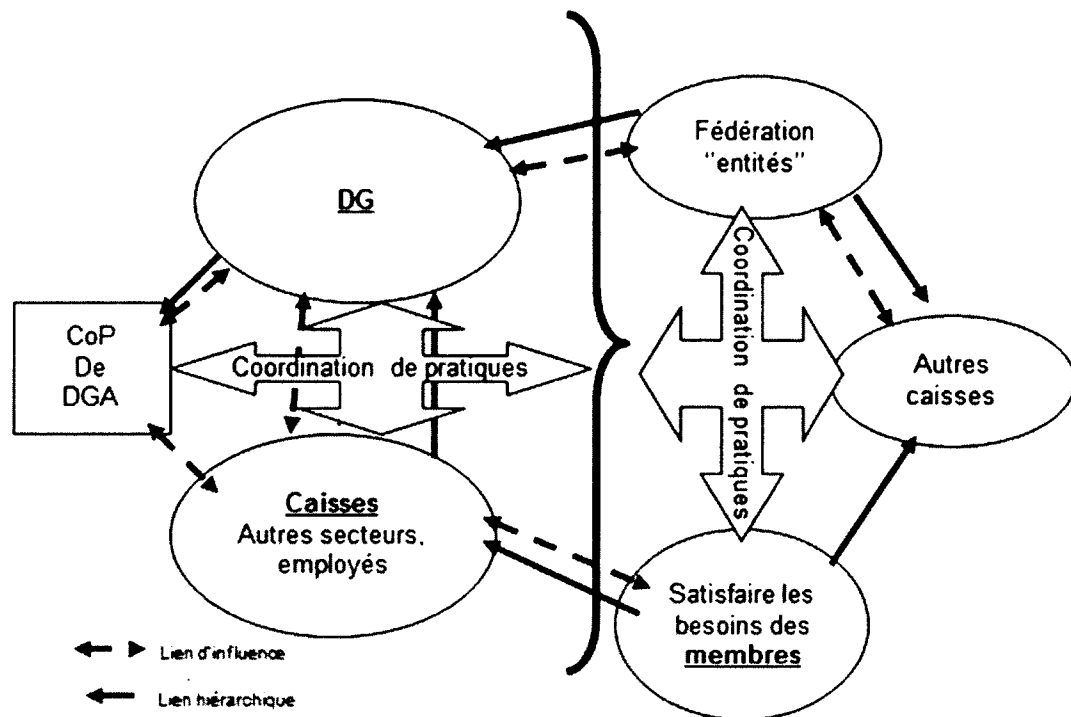 DG
Fédération
"entités"
CoP
De
DGA
Coordination de pratiques
Coordination de pratiques
Autres
caisses
Caisses
Autres secteurs,
employés
Satisfaire les
besoins des
membres
Lien d'influence
Lien hiérarchique